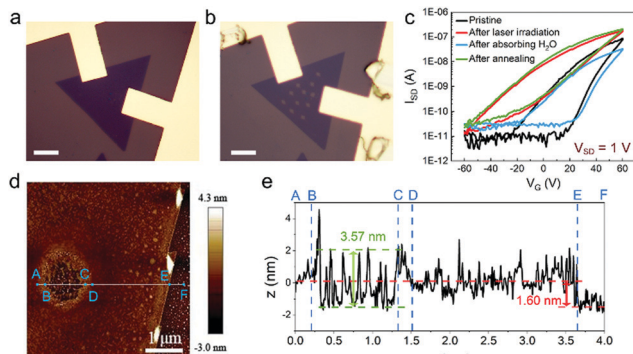 a
b
c
1E-06
1E-07
1E-08
1E-09
1E-10
1E-11
1E-12
I_SD (A)
Pristine
After laser irradiation
After absorbing H₂O
After annealing
V_SD = 1 V
-60 -40 -20 0 20 40 60
V_G (V)
d
4.3 nm
-3.0 nm
A
B
C
D
E
F
1 μm
e
A B C D E F
z (nm)
4
2
0
-2
3.57 nm
1.60 nm
0.0 0.5 1.0 1.5 2.0 2.5 3.0 3.5 4.0